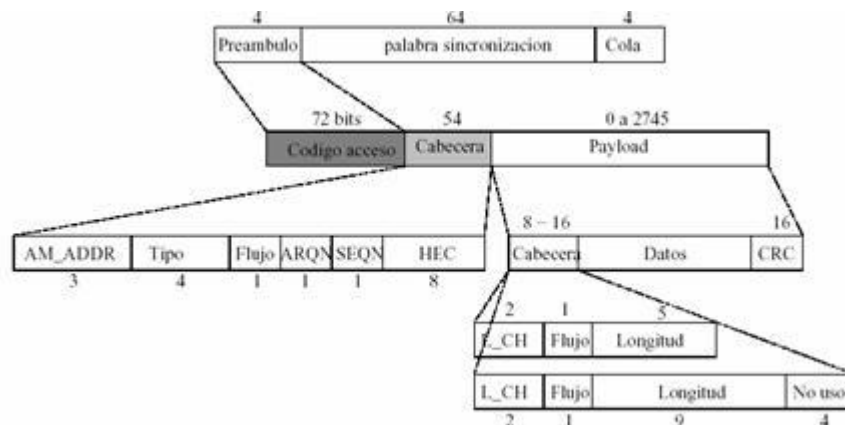 4 64 4
Preambulo palabra sincronizacion Cola
72 bits 54 0 a 2745
Codigo acceso Cabecera Payload
8 – 16 16
AM_ADDR Tipo Flujo ARQN SEQN HEC Cabecera Datos CRC
3 4 1 1 1 8
2 1 5
L_CH Flujo Longitud
L_CH Flujo Longitud No uso
2 1 9 4